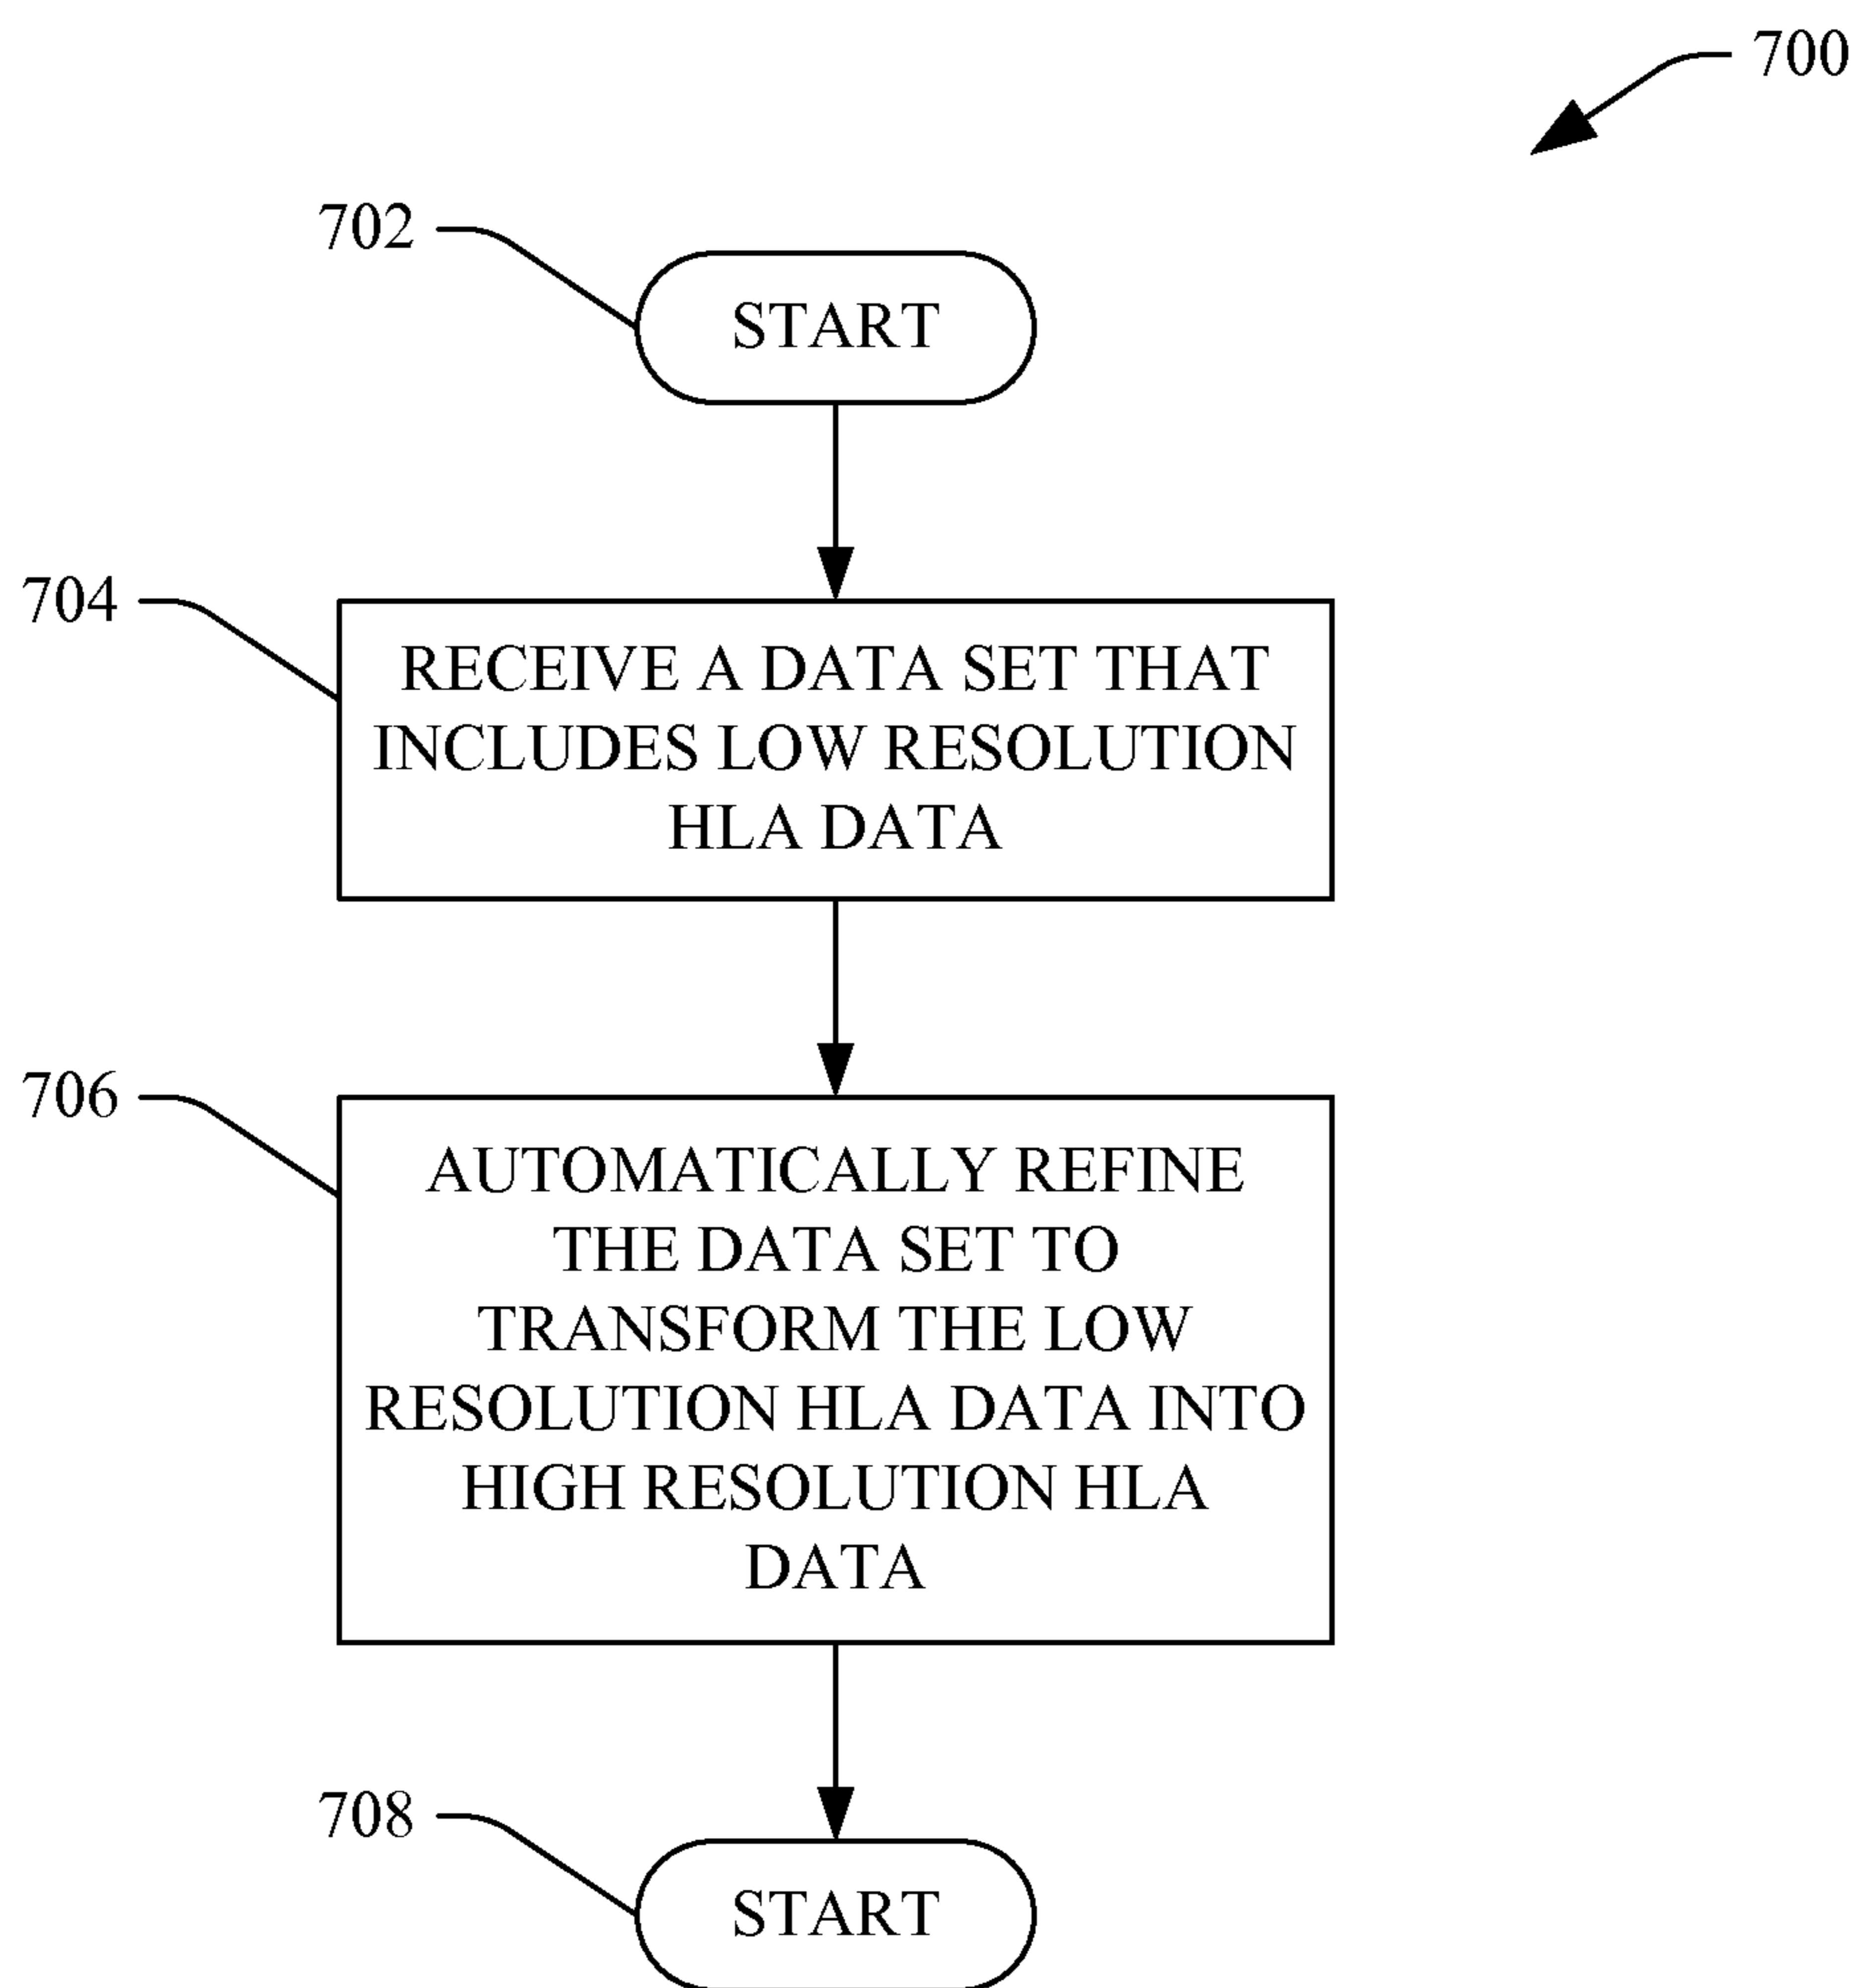 700
702
START
704
RECEIVE A DATA SET THAT
INCLUDES LOW RESOLUTION
HLA DATA
706
AUTOMATICALLY REFINE
THE DATA SET TO
TRANSFORM THE LOW
RESOLUTION HLA DATA INTO
HIGH RESOLUTION HLA
DATA
708
START